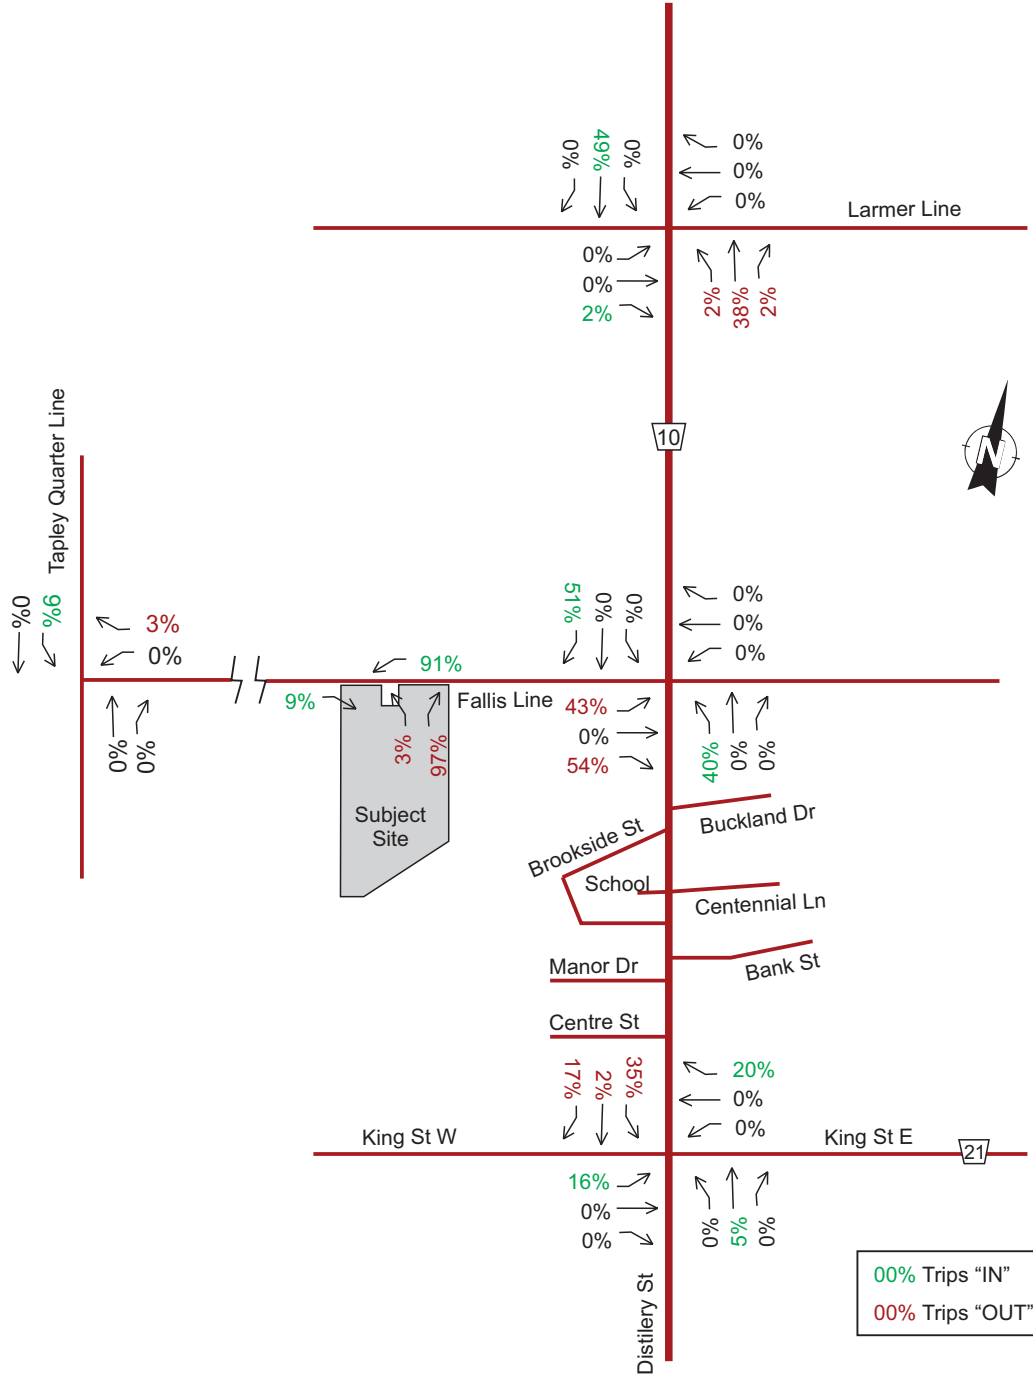 0%
49%
0%
0%
0%
0%
Larmer Line
0%
0%
2%
2%
38%
2%
10
N
Tapley Quarter Line
0%
9%
3%
0%
0%
0%
91%
9%
Fallis Line
3%
97%
Subject
Site
51%
0%
0%
0%
0%
0%
43%
0%
54%
40%
0%
0%
Buckland Dr
Brookside St
School
Centennial Ln
Bank St
Manor Dr
Centre St
17%
2%
35%
20%
0%
0%
King St W
King St E
21
16%
0%
0%
0%
5%
0%
Distilery St
00% Trips “IN”
00% Trips “OUT”